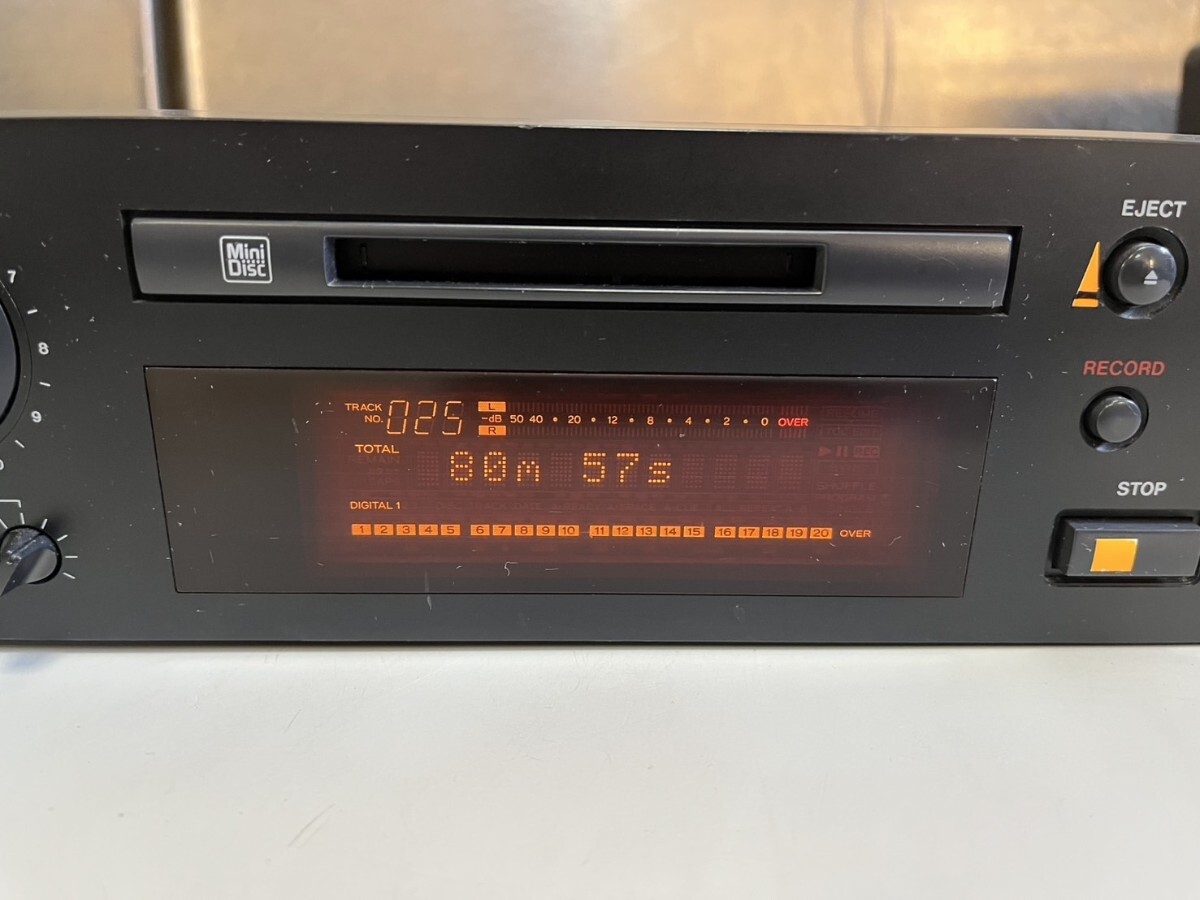 EJECT
Mini
Disc
7
8
9
RECORD
TRACK
NO. 025
L
-dB 50 40 • 20 • 12 • 8 • 4 • 2 • 0 OVER
R
TOTAL
80m 57s
STOP
DIGITAL 1
1 2 3 4 5 6 7 8 9 10 11 12 13 14 15 16 17 18 19 20 OVER